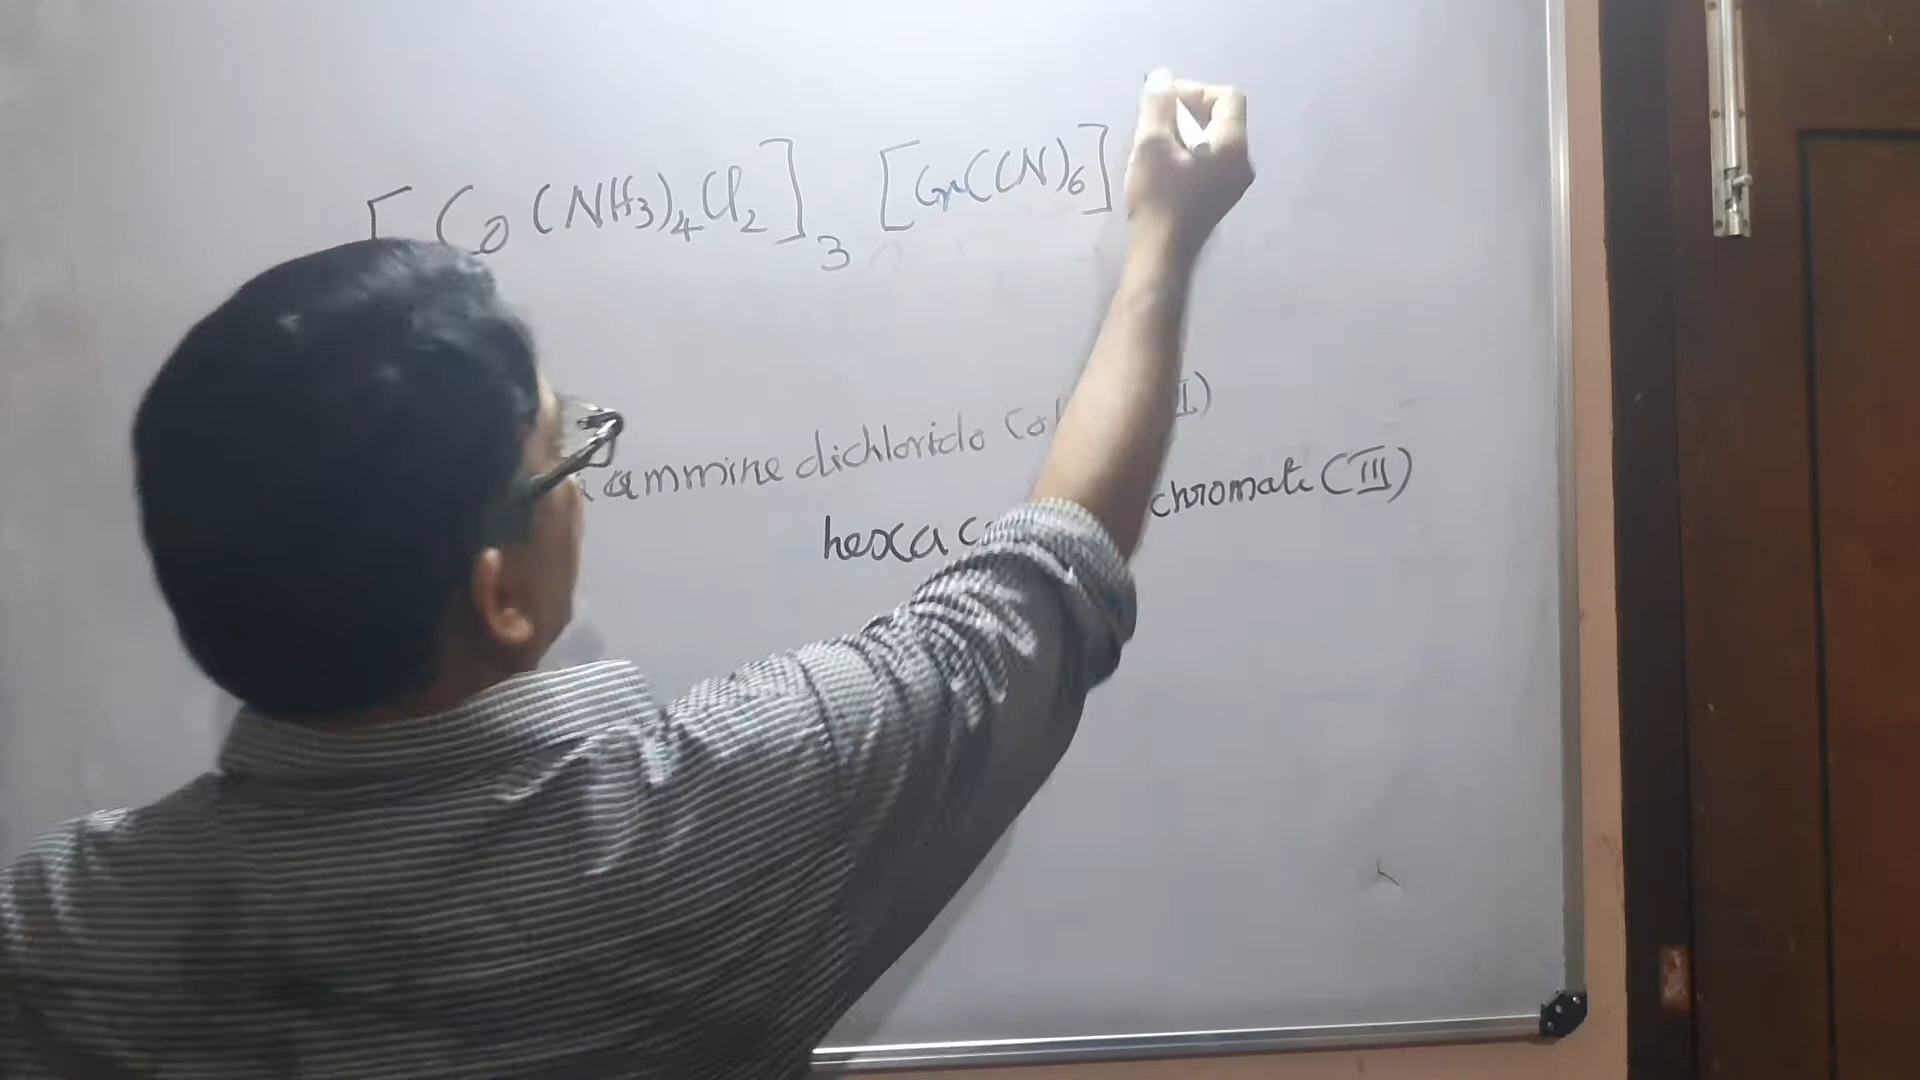 [Co(NH3)4Cl2]3 [Cr(CN)6]
ammine dichlorido
hexa chromate (III)